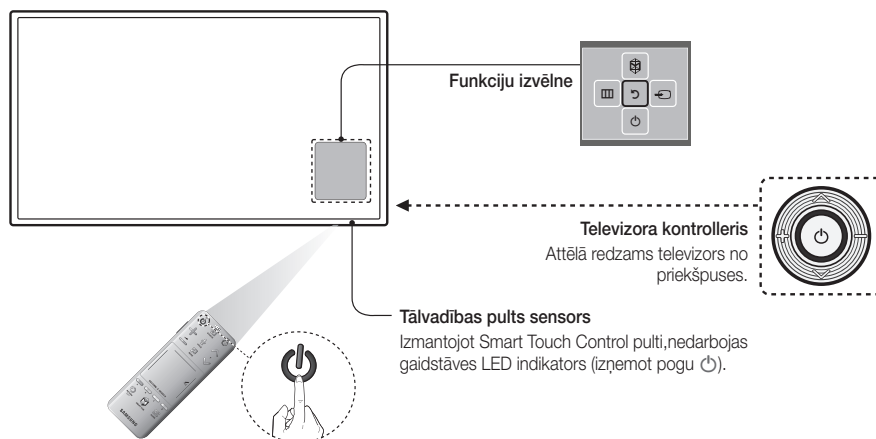 Funkciju izvēlne
Televizora kontrolleris
Attēlā redzams televizors no
priekšpuses.
Tālvadības pults sensors
Izmantojot Smart Touch Control pulti,nedarbojas
gaidstāves LED indikators (izņemot pogu ⏻).
SAMSUNG